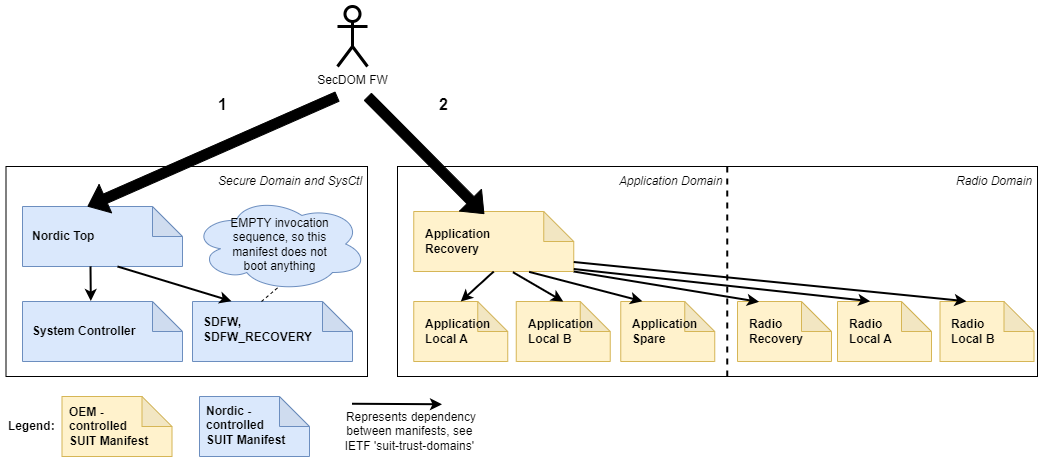 SecDOM FW
1
2
Secure Domain and SysCtl
Application Domain
Radio Domain
Nordic Top
EMPTY invocation
sequence, so this
manifest does not
boot anything
Application
Recovery
System Controller
SDFW,
SDFW_RECOVERY
Application
Local A
Application
Local B
Application
Spare
Radio
Recovery
Radio
Local A
Radio
Local B
Legend:
OEM -
controlled
SUIT Manifest
Nordic -
controlled
SUIT Manifest
Represents dependency
between manifests, see
IETF 'suit-trust-domains'